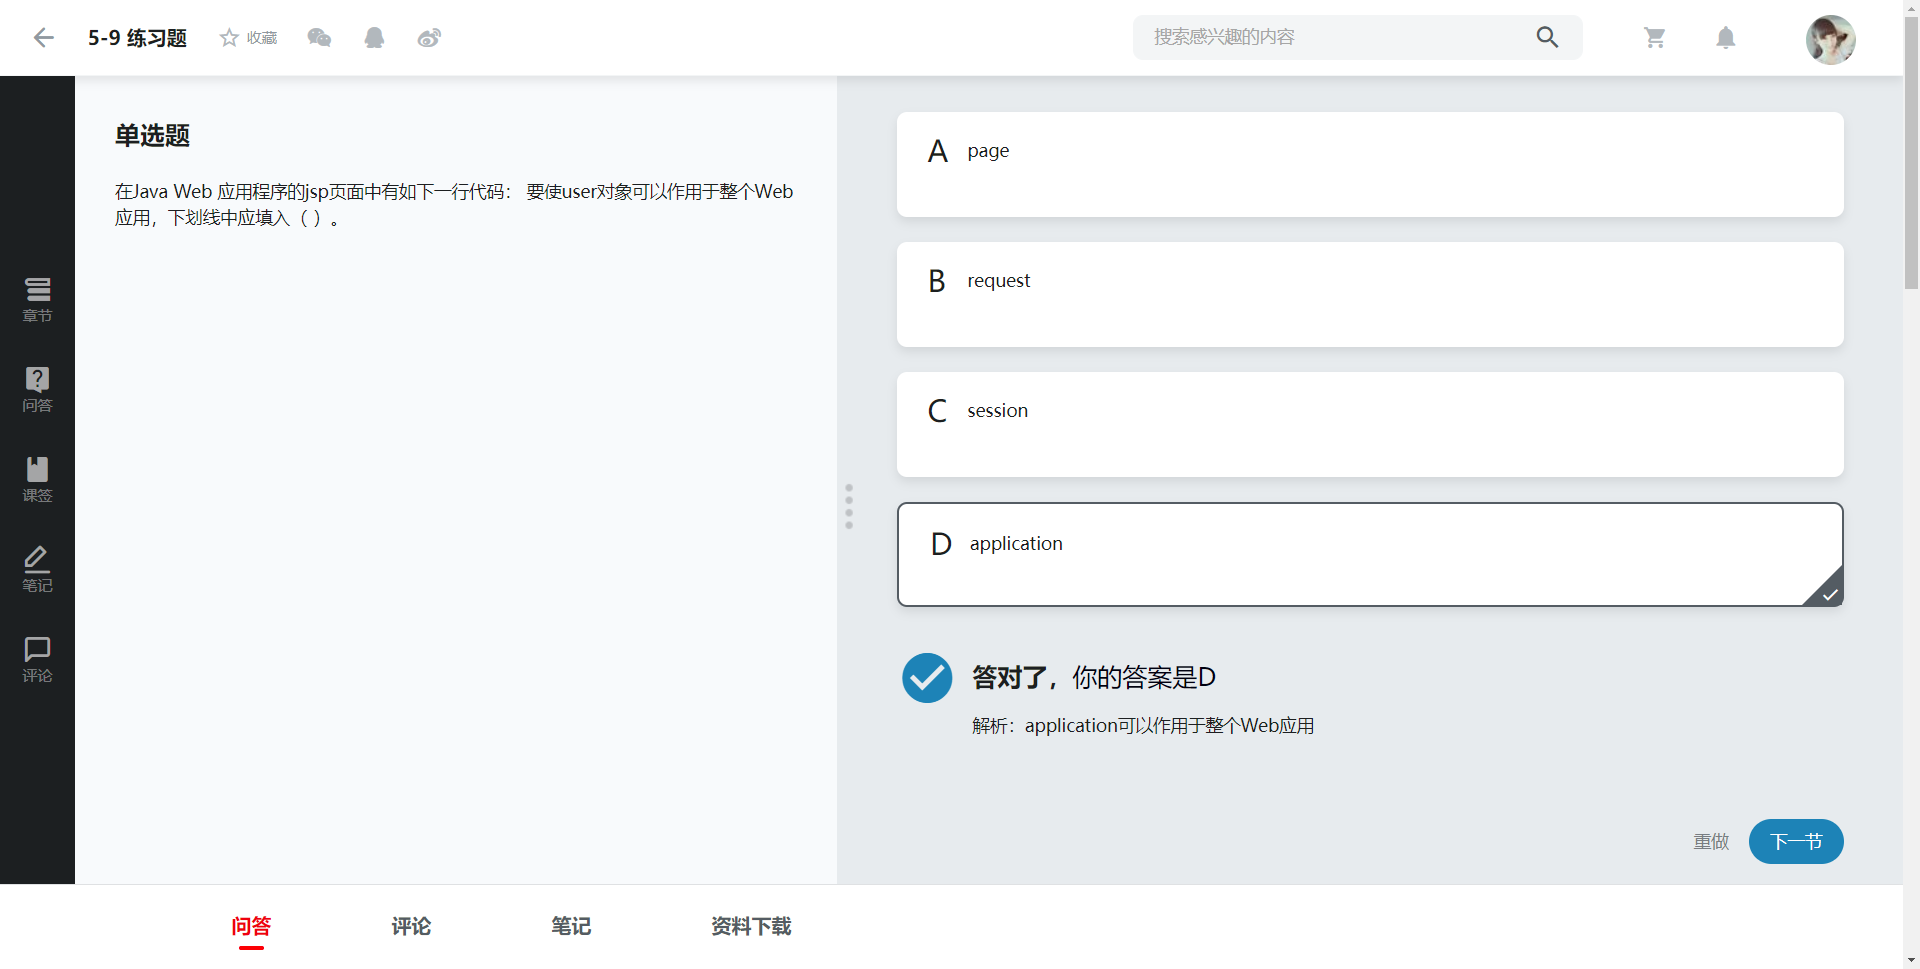 5-9 练习题
收藏
搜索感兴趣的内容
章节
问答
课签
笔记
评论
单选题
在Java Web 应用程序的jsp页面中有如下一行代码： 要使user对象可以作用于整个Web
应用，下划线中应填入（ ）。
A page
B request
C session
D application
答对了，你的答案是D
解析：application可以作用于整个Web应用
重做
下一节
问答
评论
笔记
资料下载